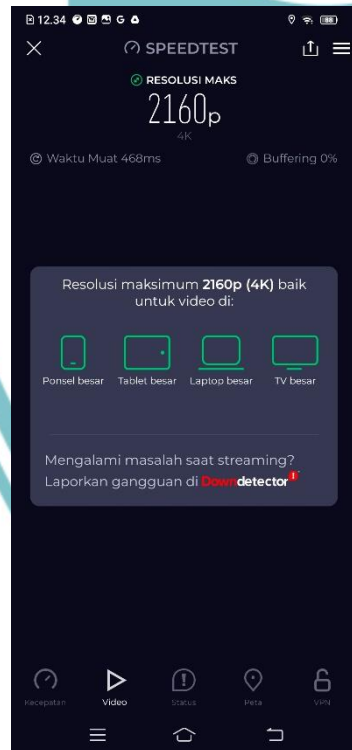 12.34
SPEEDTEST
RESOLUSI MAKS
2160p
4K
Waktu Muat 468ms
Buffering 0%
Resolusi maksimum 2160p (4K) baik
untuk video di:
Ponsel besar Tablet besar Laptop besar TV besar
Mengalami masalah saat streaming?
Laporkan gangguan di Downdetector
Kecepatan Video Status Peta VPN